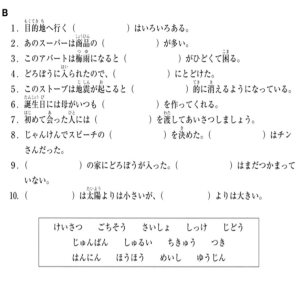 B
1. 目的地へ行く（　　　）はいろいろある。
2. あのスーパーは商品の（　　　）が多い。
3. このアパートは梅雨になると（　　　）がひどくて困る。
4. どろぼうに入られたので、（　　　）にとどけた。
5. このストーブは地震が起こると（　　　）的に消えるようになっている。
6. 誕生日には母がいつも（　　　）を作ってくれる。
7. 初めて会った人には（　　　）を渡してあいさつしましょう。
8. じゃんけんでスピーチの（　　　）を決めた。（　　　）はチン
さんだった。
9. （　　　）の家にどろぼうが入った。（　　　）はまだつかまって
いない。
10. （　　　）は太陽よりは小さいが、（　　　）よりは大きい。
けいさつ　ごちそう　さいしょ　しっけ　じどう
じゅんばん　しゅるい　ちきゅう　つき
はんにん　ほうほう　めいし　ゆうじん